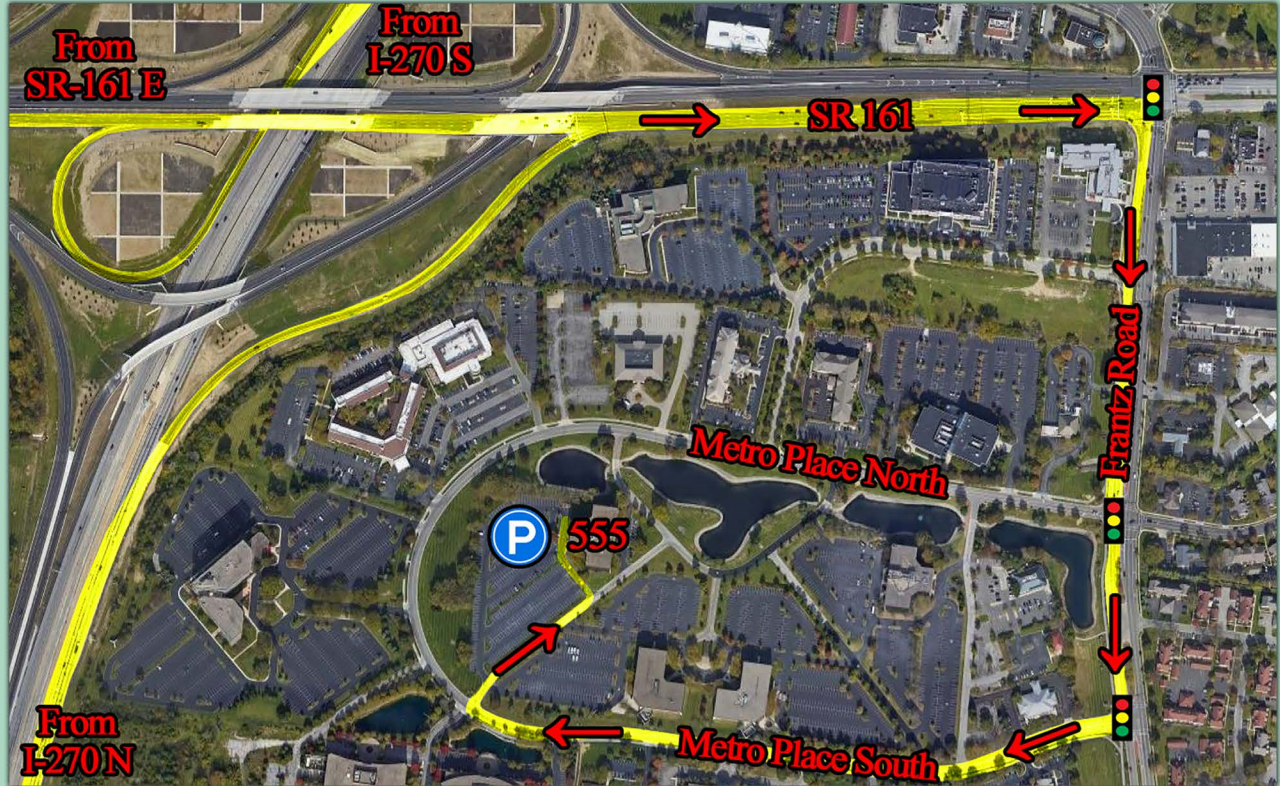 From
SR-161 E
From
I-270 S
SR 161
Frantz Road
Metro Place North
P
555
Metro Place South
From
I-270 N